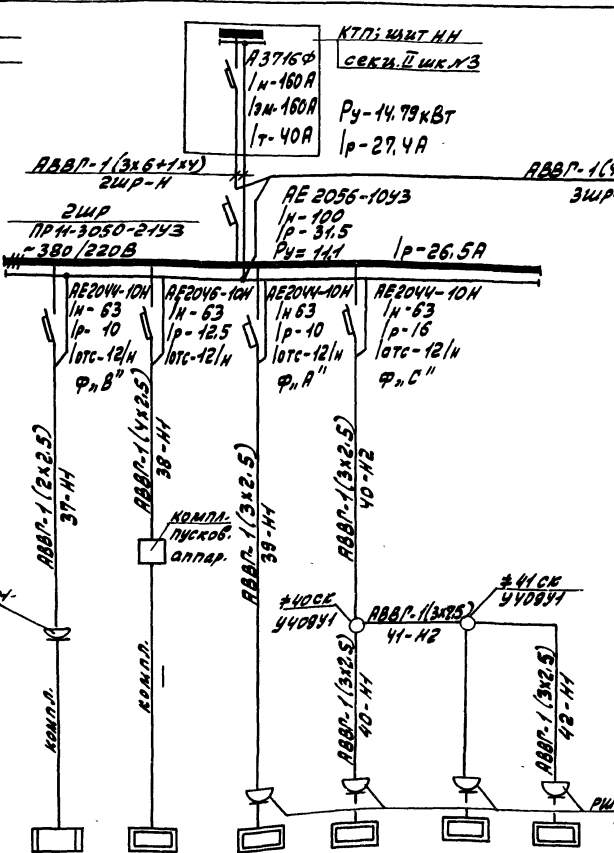 КТП; щит НН
секц. II шк №3
А3716Ф
Iн-160А
Iэм-160А
Iт-40А
Ру-14,79кВт
Iр-27,4А
АВВГ-1(3х6+1х4)
2ШР-Н
АВВГ-1(4
3ШР-
АЕ 2056-10У3
Iн-100
Iр-31,5
Ру= 11,1
Iр-26,5А
2ШР
ПР11-3050-21У3
~380/220В
АЕ2044-10Н
Iн-63
Iр-10
Iотс-12Iн
Ф„В"
АЕ2046-10Н
Iн-63
Iр-12,5
Iотс-12Iн
АЕ2044-10Н
Iн 63
Iр-10
Iотс-12Iн
Ф„А"
АЕ2044-10Н
Iн-63
Iр-16
Iотс-12Iн
Ф„С"
АВВГ-1(2х2,5)
37-Н1
АВВГ-1(4х2,5)
38-Н1
АВВГ-1(3х2,5)
39-Н1
АВВГ-1(3х2,5)
40-Н2
компл.
пусков.
аппар.
≠40СК
У409У1
АВВГ-1(3х2,5)
41-Н2
≠41СК
У409У1
компл.
компл.
АВВГ-1(3х2,5)
40-Н1
АВВГ-1(3х2,5)
42-Н1
РШ